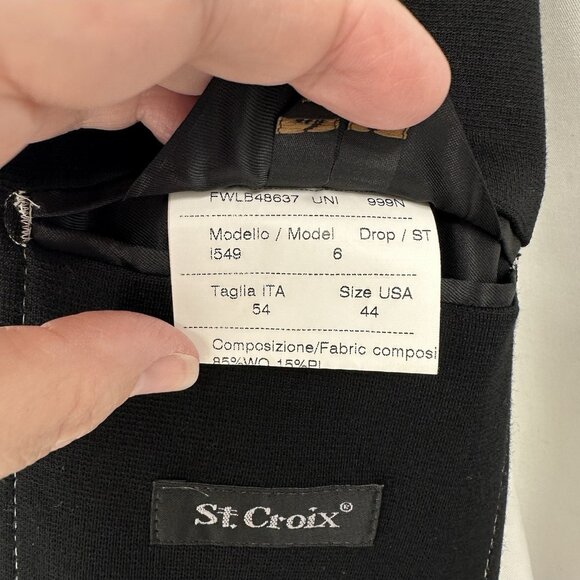 FWLB48637 UNI 999N
Modello / Model Drop / ST
I549 6
Taglia ITA Size USA
54 44
Composizione/Fabric composi
85%WO 15%PL
St. Croix®